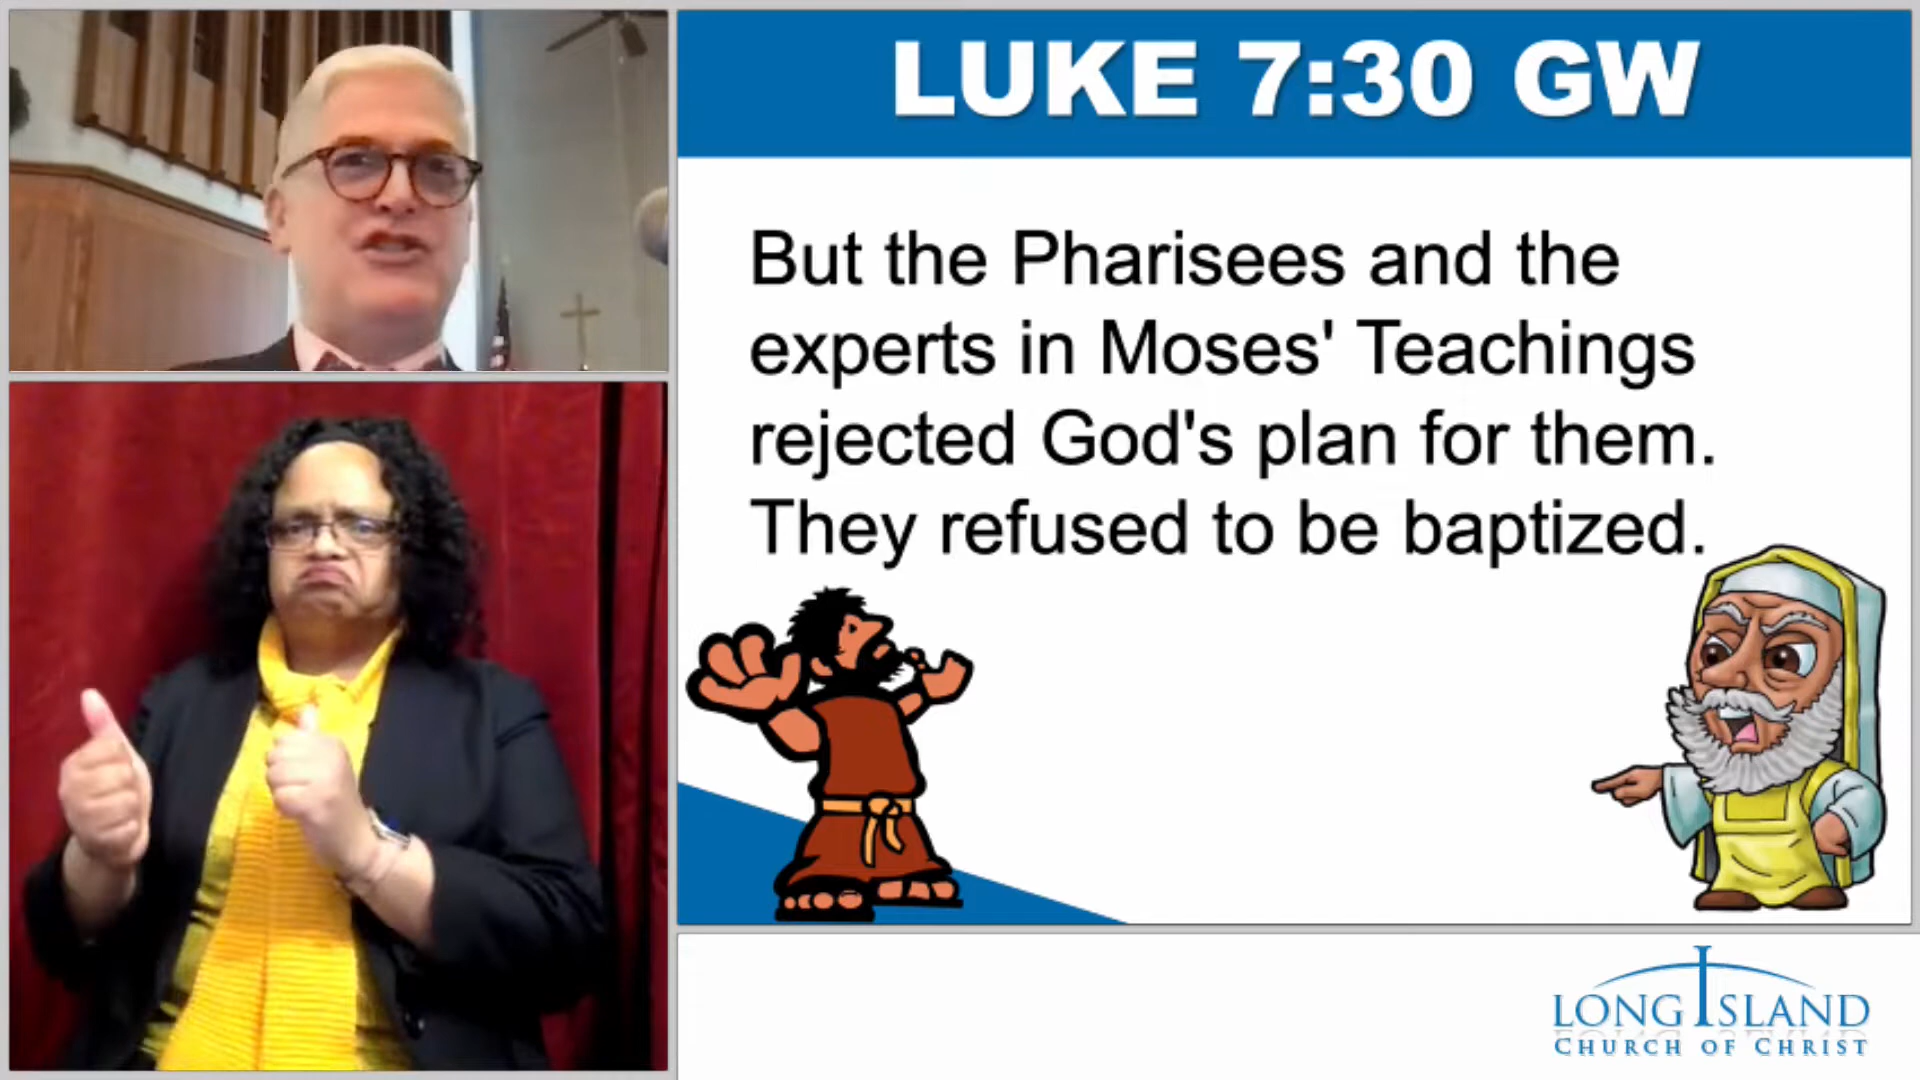 LUKE 7:30 GW
But the Pharisees and the
experts in Moses' Teachings
rejected God's plan for them.
They refused to be baptized.
LONG ISLAND
CHURCH OF CHRIST